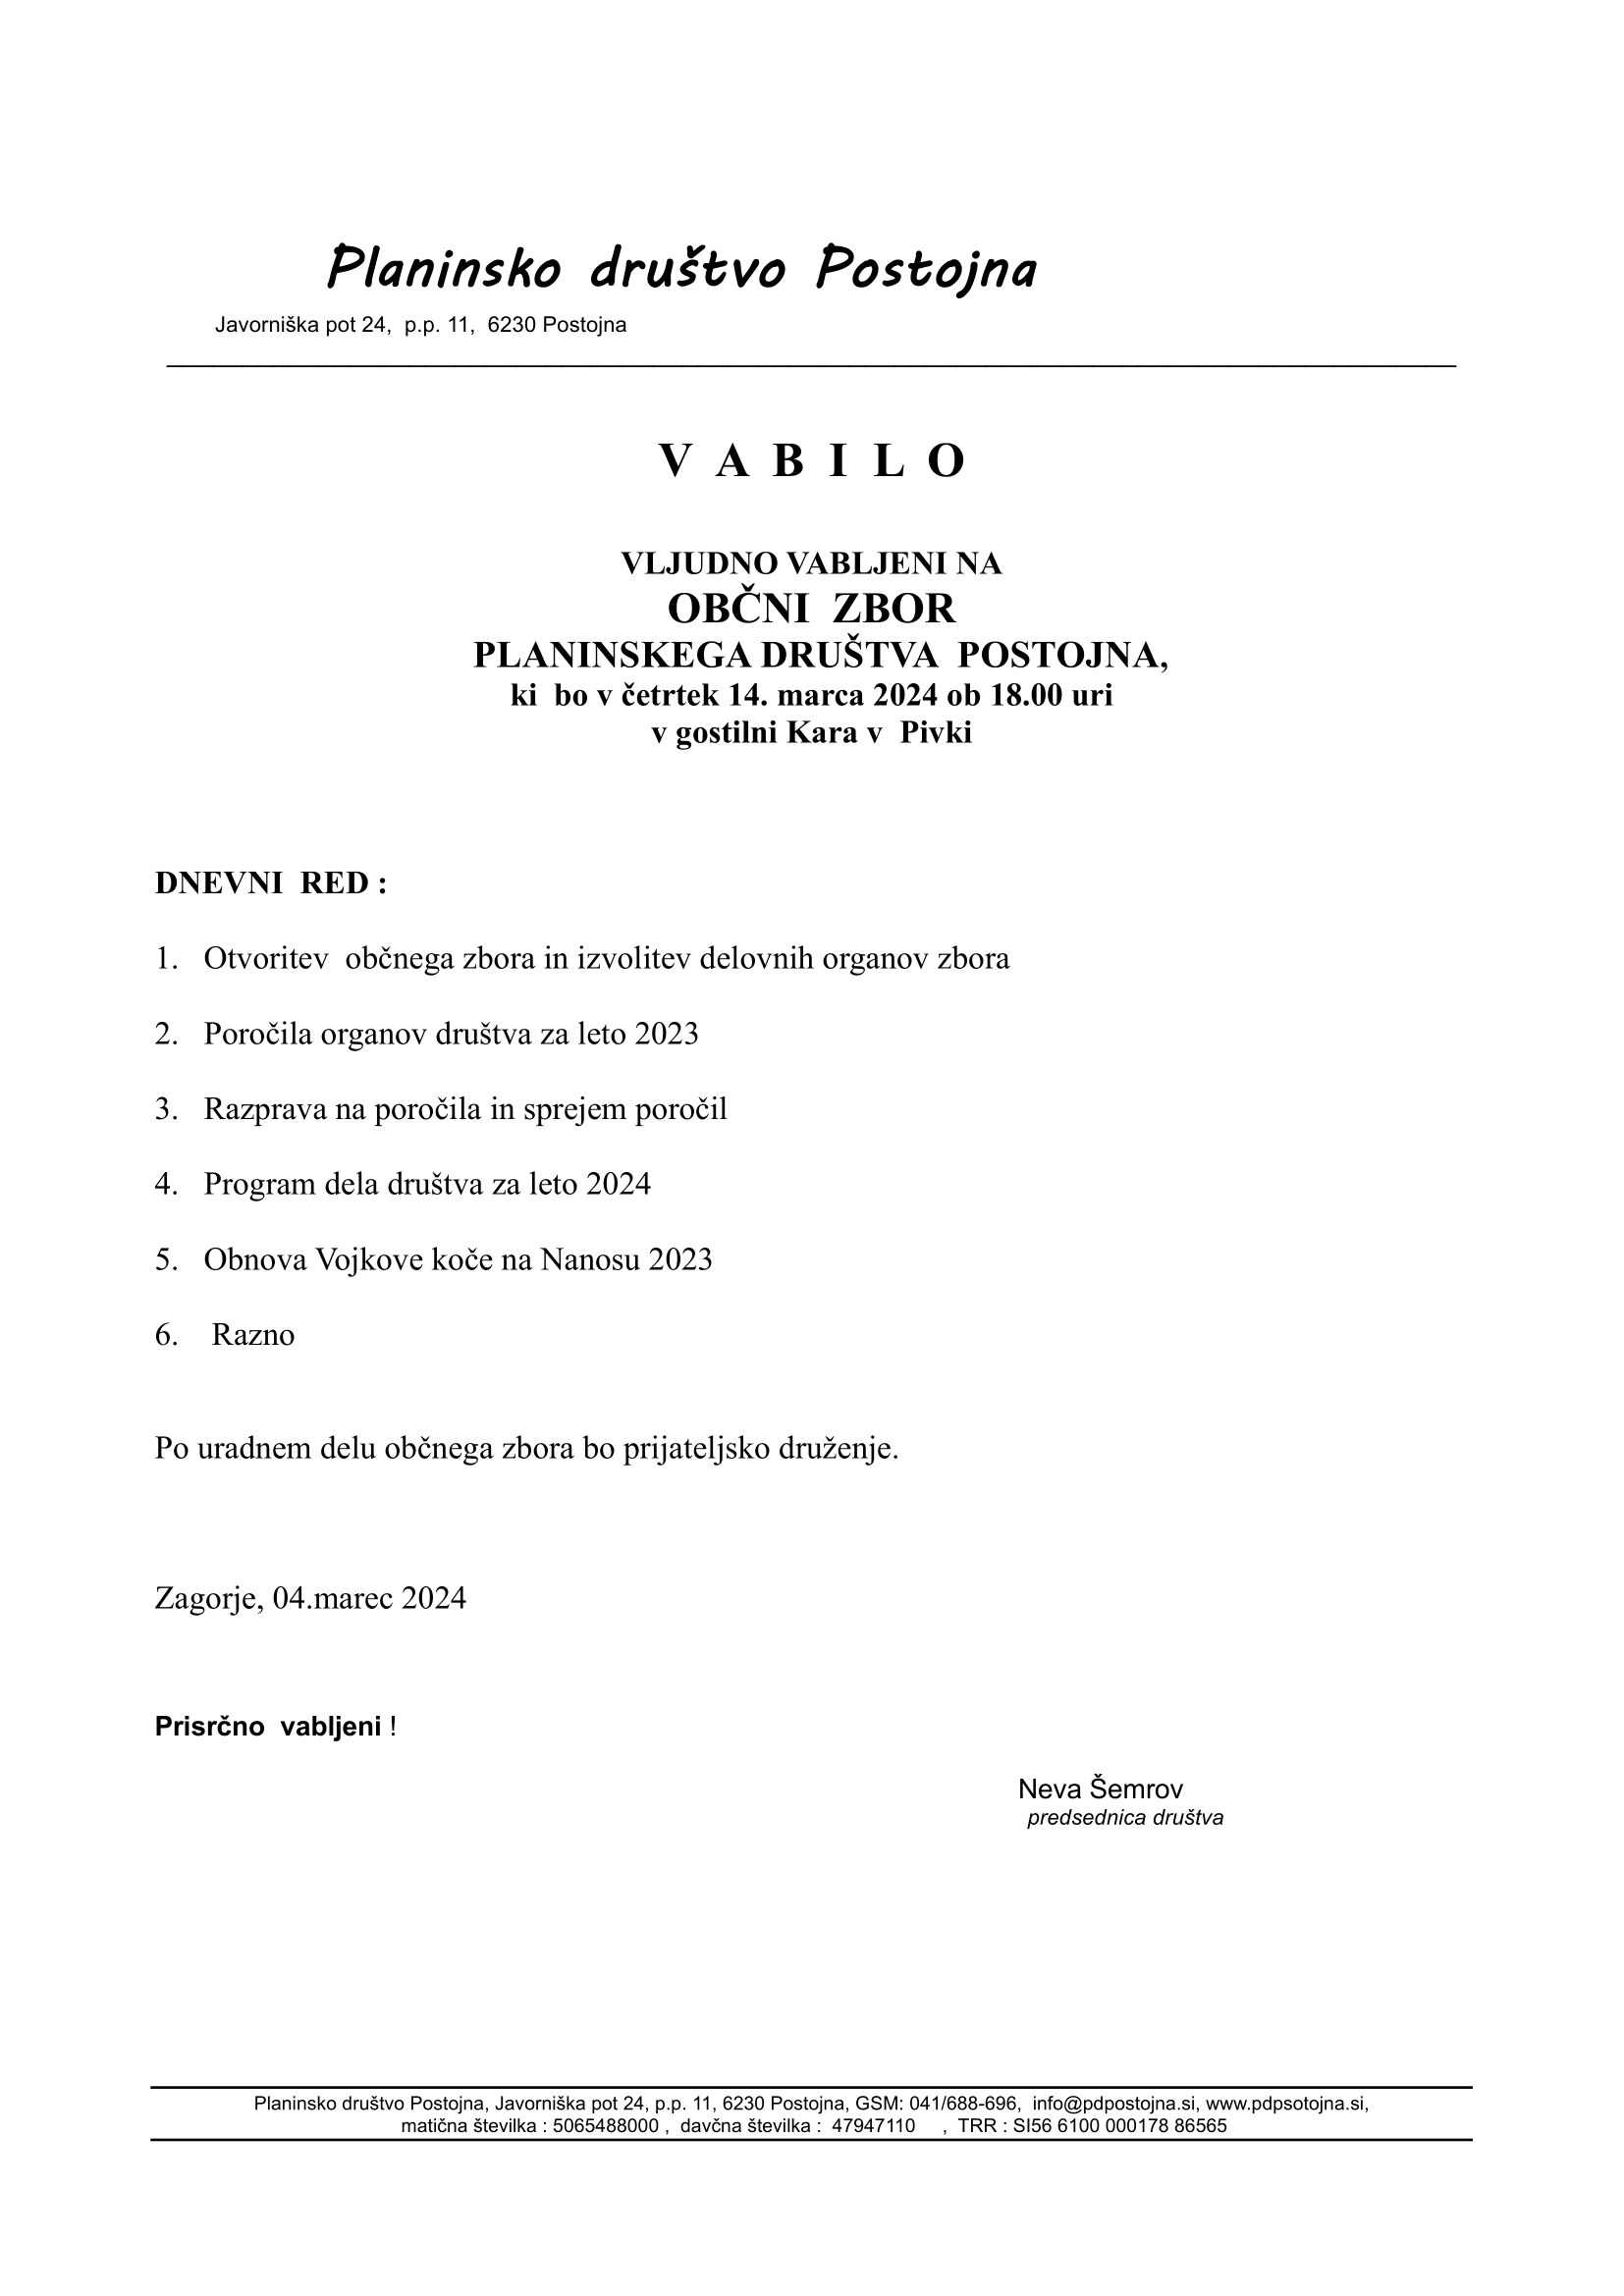 Planinsko društvo Postojna
Javorniška pot 24,  p.p. 11,  6230 Postojna
V A B I L O
VLJUDNO VABLJENI NA
OBČNI  ZBOR
PLANINSKEGA DRUŠTVA  POSTOJNA,
ki  bo v četrtek 14. marca 2024 ob 18.00 uri
v gostilni Kara v  Pivki
DNEVNI  RED :
1.   Otvoritev  občnega zbora in izvolitev delovnih organov zbora
2.   Poročila organov društva za leto 2023
3.   Razprava na poročila in sprejem poročil
4.   Program dela društva za leto 2024
5.   Obnova Vojkove koče na Nanosu 2023
6.    Razno
Po uradnem delu občnega zbora bo prijateljsko druženje.
Zagorje, 04.marec 2024
Prisrčno  vabljeni !
Neva Šemrov
predsednica društva
Planinsko društvo Postojna, Javorniška pot 24, p.p. 11, 6230 Postojna, GSM: 041/688-696,  info@pdpostojna.si, www.pdpsotojna.si,
matična številka : 5065488000 ,  davčna številka :  47947110     ,  TRR : SI56 6100 000178 86565